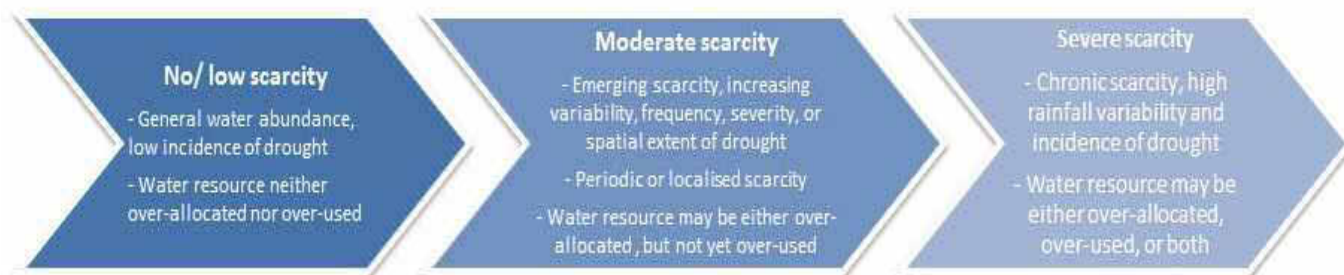 No/ low scarcity
- General water abundance,
low incidence of drought
- Water resource neither
over-allocated nor over-used
Moderate scarcity
- Emerging scarcity, increasing
variability, frequency, severity, or
spatial extent of drought
- Periodic or localised scarcity
- Water resource may be either over-
allocated, but not yet over-used
Severe scarcity
- Chronic scarcity, high
rainfall variability and
incidence of drought
- Water resource may be
either over-allocated,
over-used, or both